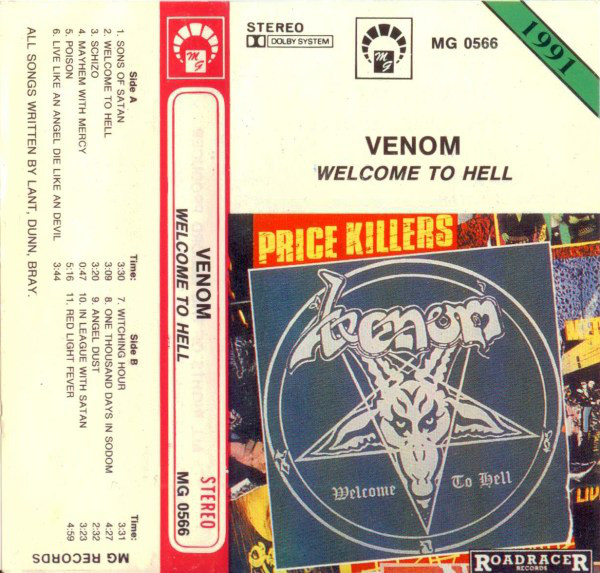 Side A
1. SONS OF SATAN
2. WELCOME TO HELL
3. SCHIZO
4. MAYHEM WITH MERCY
5. POISON
6. LIVE LIKE AN ANGEL DIE LIKE AN DEVIL
Time:
3:30
3:09
3:20
0:47
5:16
3:44
Side B
7. WITCHING HOUR
8. ONE THOUSAND DAYS IN SODOM
9. ANGEL DUST
10. IN LEAGUE WITH SATAN
11. RED LIGHT FEVER
Time:
3:31
4:27
2:32
3:23
4:59
ALL SONGS WRITTEN BY LANT, DUNN, BRAY.
MG RECORDS
MG
VENOM
WELCOME TO HELL
STEREO
MG 0566
STEREO
DOLBY SYSTEM
MG
MG 0566
1991
VENOM
WELCOME TO HELL
PRICE KILLERS
Venom
Welcome To Hell
LIV
ROADRACER
RECORDS